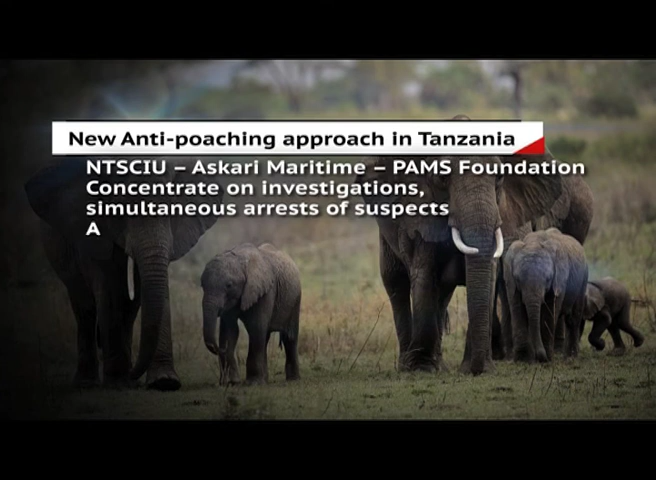 New Anti-poaching approach in Tanzania
NTSCIU – Askari Maritime – PAMS Foundation
Concentrate on investigations,
simultaneous arrests of suspects
A